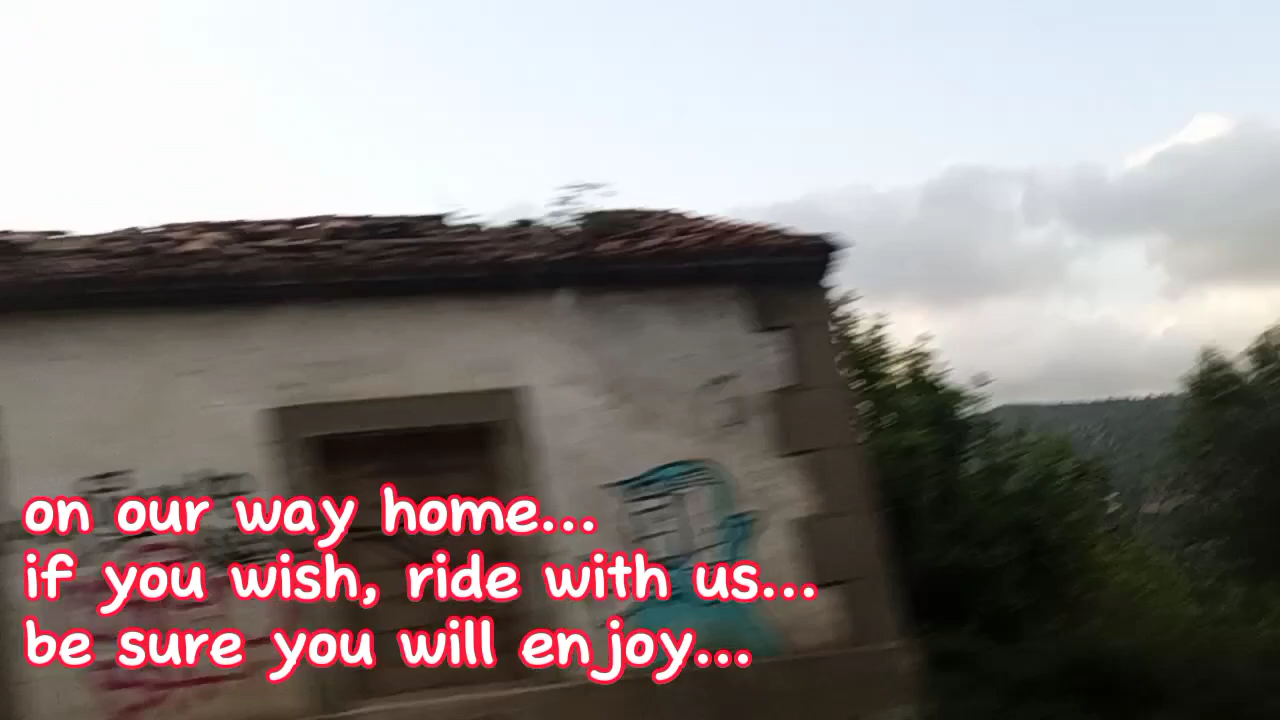 on our way home...
if you wish, ride with us...
be sure you will enjoy...